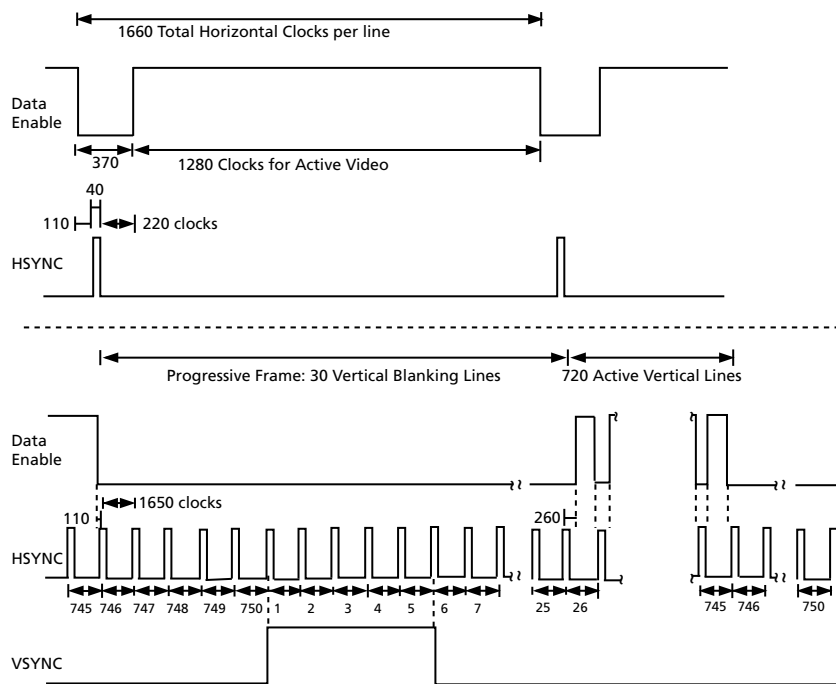 1660 Total Horizontal Clocks per line
Data
Enable
370
1280 Clocks for Active Video
40
110
220 clocks
HSYNC
Progressive Frame: 30 Vertical Blanking Lines
720 Active Vertical Lines
Data
Enable
110
1650 clocks
260
HSYNC
745 746 747 748 749 750 1 2 3 4 5 6 7 25 26 745 746 750
VSYNC